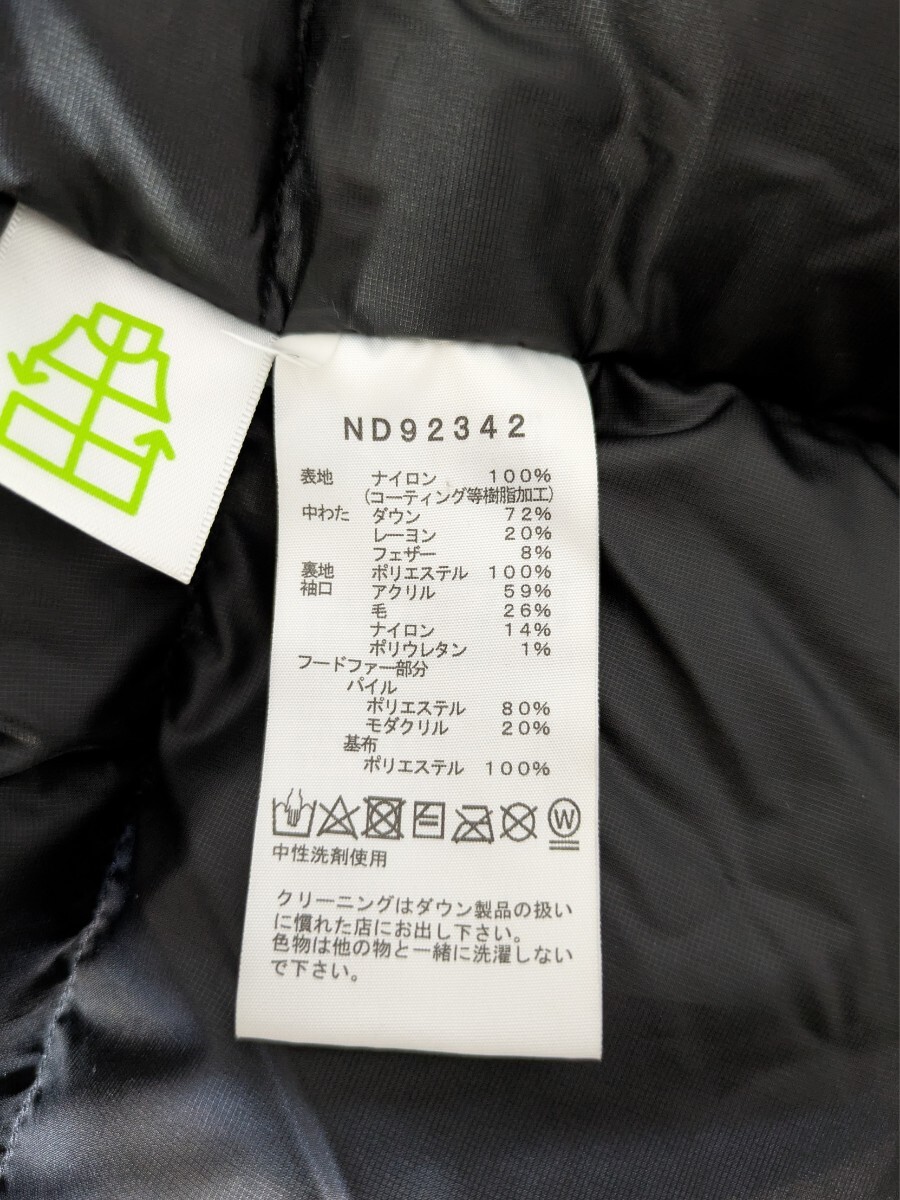 ND92342
表地 ナイロン 100%
(コーティング等樹脂加工)
中わた ダウン 72%
レーヨン 20%
フェザー 8%
裏地 ポリエステル 100%
袖口 アクリル 59%
毛 26%
ナイロン 14%
ポリウレタン 1%
フードファー部分
パイル
ポリエステル 80%
モダクリル 20%
基布
ポリエステル 100%
W
中性洗剤使用
クリーニングはダウン製品の扱い
に慣れた店にお出し下さい。
色物は他の物と一緒に洗濯しない
で下さい。